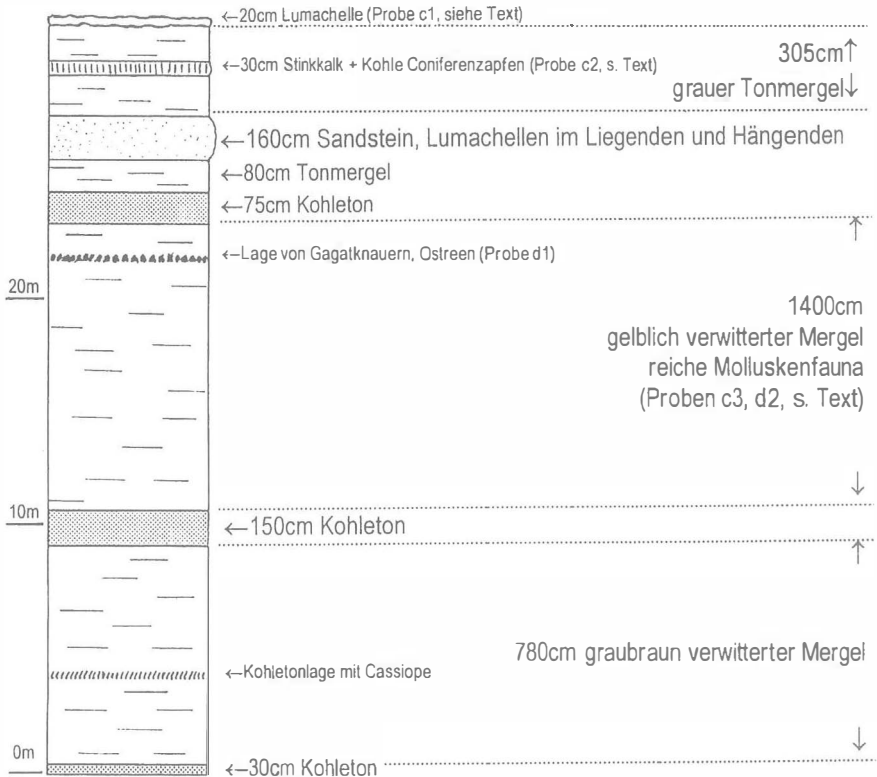 ←20cm Lumachelle (Probe c1, siehe Text)
305cm↑
←30cm Stinkkalk + Kohle Coniferenzapfen (Probe c2, s. Text)
grauer Tonmergel↓
←160cm Sandstein, Lumachellen im Liegenden und Hängenden
←80cm Tonmergel
←75cm Kohleton
↑
←Lage von Gagatknauern, Ostreen (Probe d1)
20m
1400cm
gelblich verwitterter Mergel
reiche Molluskenfauna
(Proben c3, d2, s. Text)
↓
10m
←150cm Kohleton
↑
780cm graubraun verwitterter Mergel
←Kohletonlage mit Cassiope
↓
0m
←30cm Kohleton